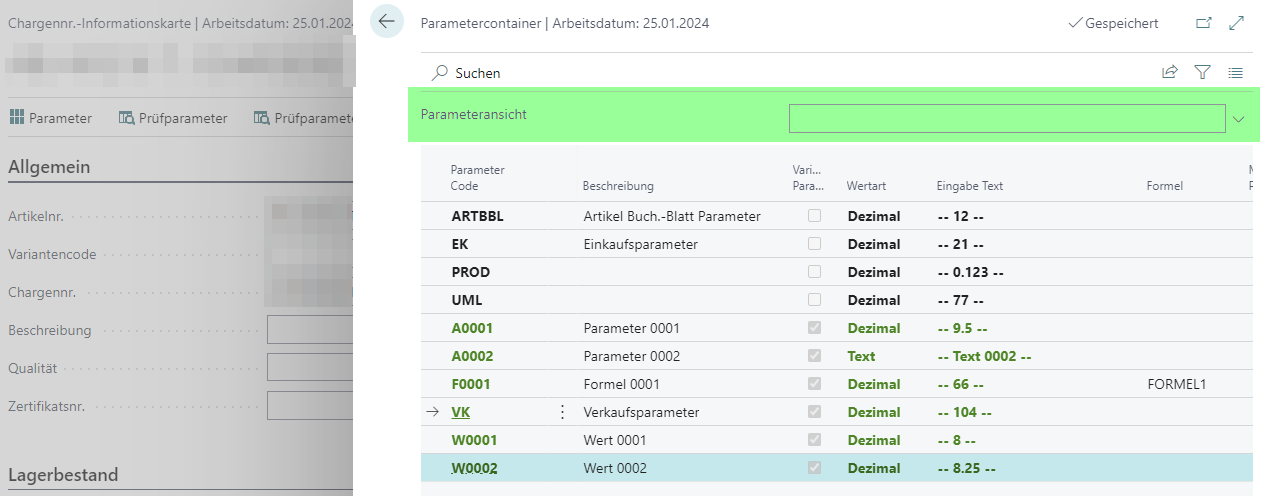 Chargennr.-Informationskarte | Arbeitsdatum: 25.01.202
Parameter
Prüfparameter
Prüfparamete
Allgemein
Artikelnr.
Variantencode
Chargennr.
Beschreibung
Qualität
Zertifikatsnr.
Lagerbestand
Parametercontainer | Arbeitsdatum: 25.01.2024
Gespeichert
Suchen
Parameteransicht
Parameter Code Beschreibung Vari... Para... Wertart Eingabe Text Formel
ARTBBL Artikel Buch.-Blatt Parameter Dezimal -- 12 --
EK Einkaufsparameter Dezimal -- 21 --
PROD Dezimal -- 0.123 --
UML Dezimal -- 77 --
A0001 Parameter 0001 Dezimal -- 9.5 --
A0002 Parameter 0002 Text -- Text 0002 --
F0001 Formel 0001 Dezimal -- 66 -- FORMEL1
VK Verkaufsparameter Dezimal -- 104 --
W0001 Wert 0001 Dezimal -- 8 --
W0002 Wert 0002 Dezimal -- 8.25 --